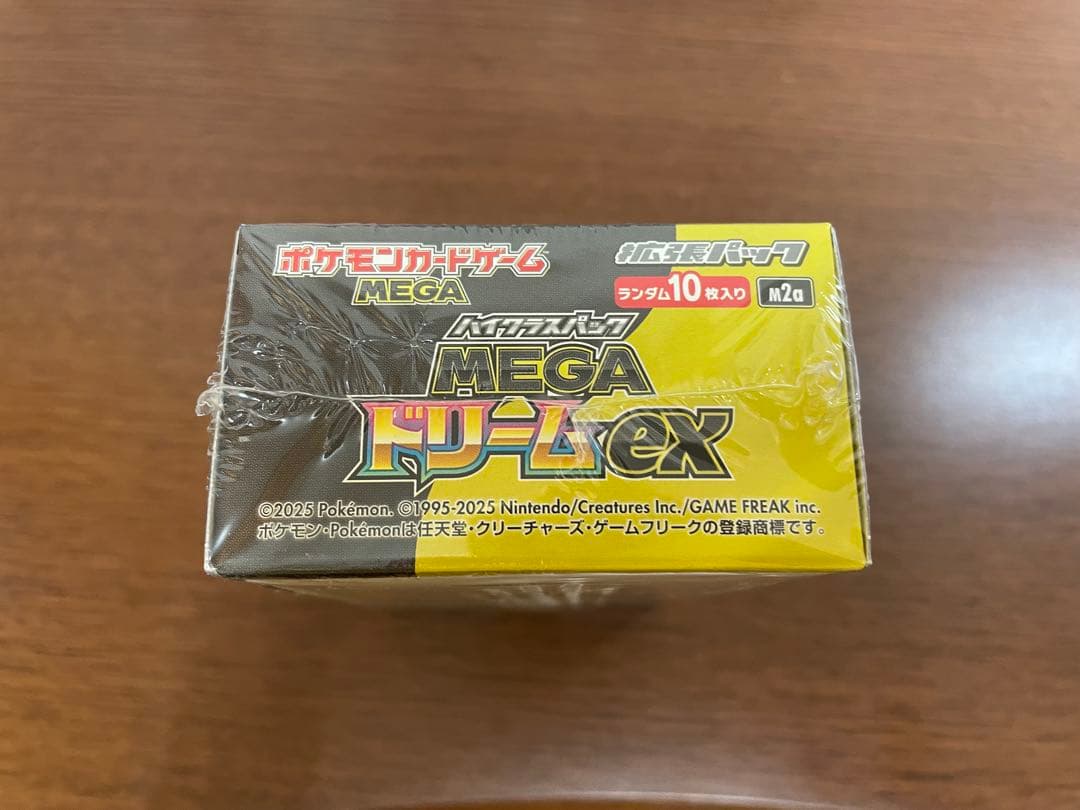 ポケモンカードゲーム
MEGA
拡張パック
ランダム10枚入り M2a
ハイクラスパック
MEGA
ドリームex
©2025 Pokémon. ©1995-2025 Nintendo/Creatures Inc./GAME FREAK inc.
ポケモン・Pokémonは任天堂・クリーチャーズ・ゲームフリークの登録商標です。